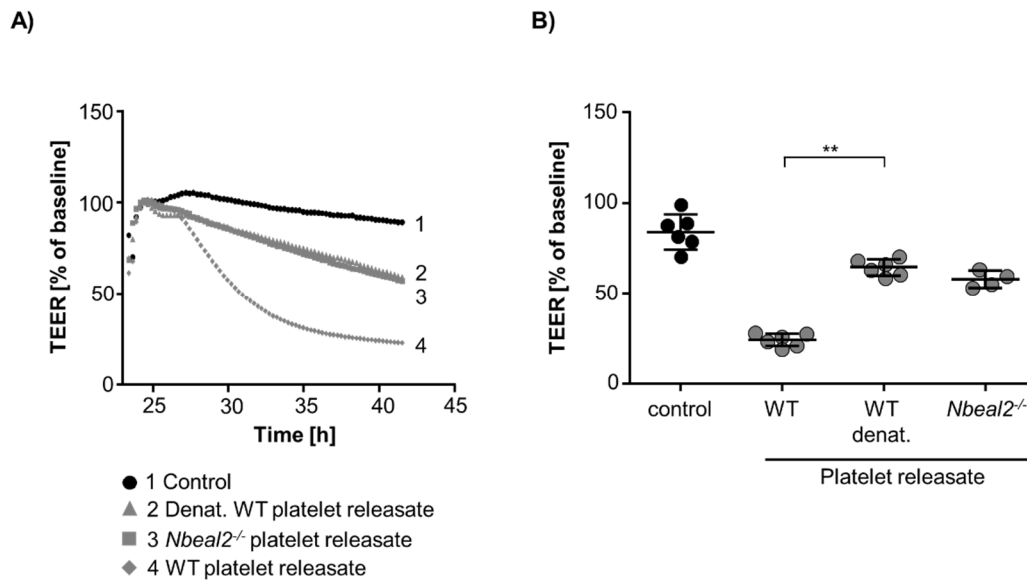 A)
TEER [% of baseline]
150
100
50
0
1
2
3
4
25 30 35 40 45
Time [h]
1 Control
2 Denat. WT platelet releasate
3 Nbeal2-/- platelet releasate
4 WT platelet releasate
B)
TEER [% of baseline]
150
100
50
0
**
control WT WT denat. Nbeal2-/-
Platelet releasate